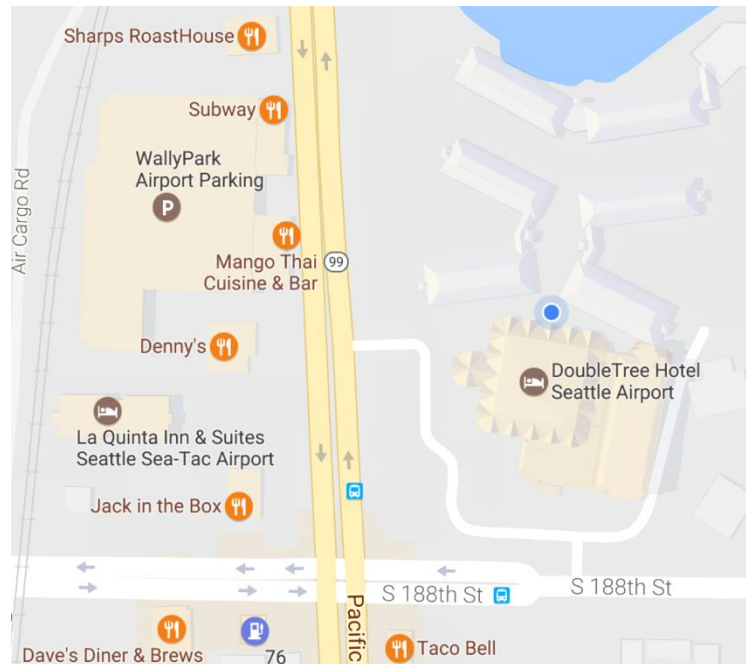 Sharps RoastHouse
Subway
WallyPark
Airport Parking
P
Air Cargo Rd
99
Mango Thai
Cuisine & Bar
Denny's
DoubleTree Hotel
Seattle Airport
La Quinta Inn & Suites
Seattle Sea-Tac Airport
Jack in the Box
S 188th St
S 188th St
Pacific
Dave's Diner & Brews
76
Taco Bell